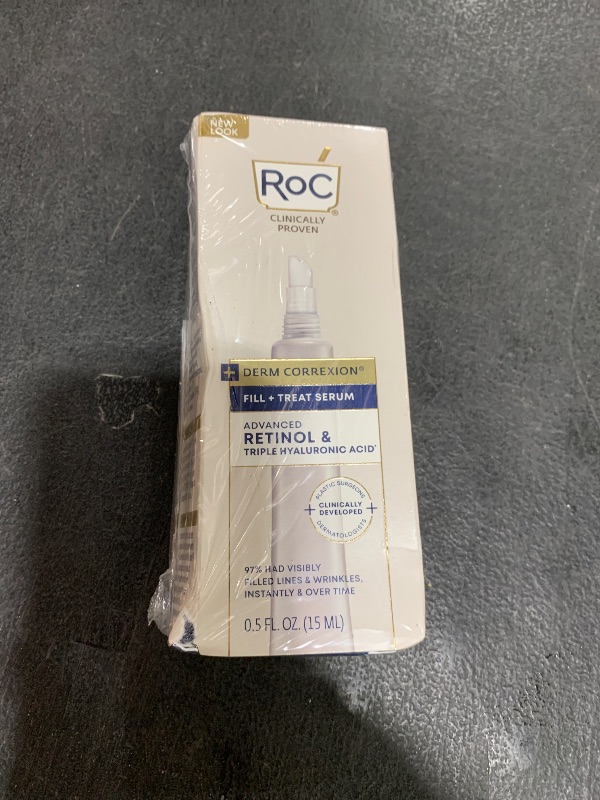 NEW
LOOK
RoC®
CLINICALLY
PROVEN
+ DERM CORREXION®
FILL + TREAT SERUM
ADVANCED
RETINOL &
TRIPLE HYALURONIC ACID*
PLASTIC SURGEONS
+ CLINICALLY +
DEVELOPED
DERMATOLOGISTS
97% HAD VISIBLY
FILLED LINES & WRINKLES,
INSTANTLY & OVER TIME
0.5 FL. OZ. (15 ML)